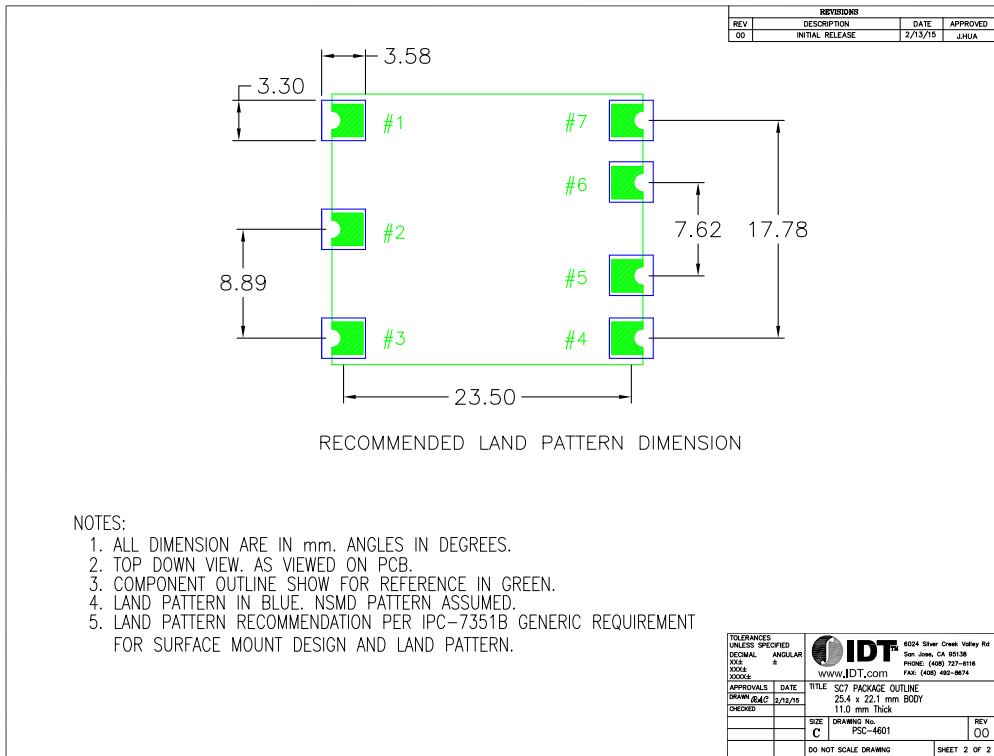 REVISIONS
REV DESCRIPTION DATE APPROVED
00 INITIAL RELEASE 2/13/15 J.HUA
3.58
3.30
#1 #7
#6
#2 7.62 17.78
8.89 #5
#3 #4
23.50
RECOMMENDED LAND PATTERN DIMENSION
NOTES:
1. ALL DIMENSION ARE IN mm. ANGLES IN DEGREES.
2. TOP DOWN VIEW. AS VIEWED ON PCB.
3. COMPONENT OUTLINE SHOW FOR REFERENCE IN GREEN.
4. LAND PATTERN IN BLUE. NSMD PATTERN ASSUMED.
5. LAND PATTERN RECOMMENDATION PER IPC-7351B GENERIC REQUIREMENT
FOR SURFACE MOUNT DESIGN AND LAND PATTERN.
TOLERANCES
UNLESS SPECIFIED
DECIMAL ANGULAR
XX± ±
XXX±
XXXX±
IDT™
www.IDT.com
6024 Silver Creek Valley Rd
San Jose, CA 95138
PHONE: (408) 727-6116
FAX: (408) 492-8674
APPROVALS DATE
DRAWN RAC 2/12/15
CHECKED
TITLE SC7 PACKAGE OUTLINE
25.4 x 22.1 mm BODY
11.0 mm Thick
SIZE DRAWING No. REV
C PSC-4601 00
DO NOT SCALE DRAWING SHEET 2 OF 2